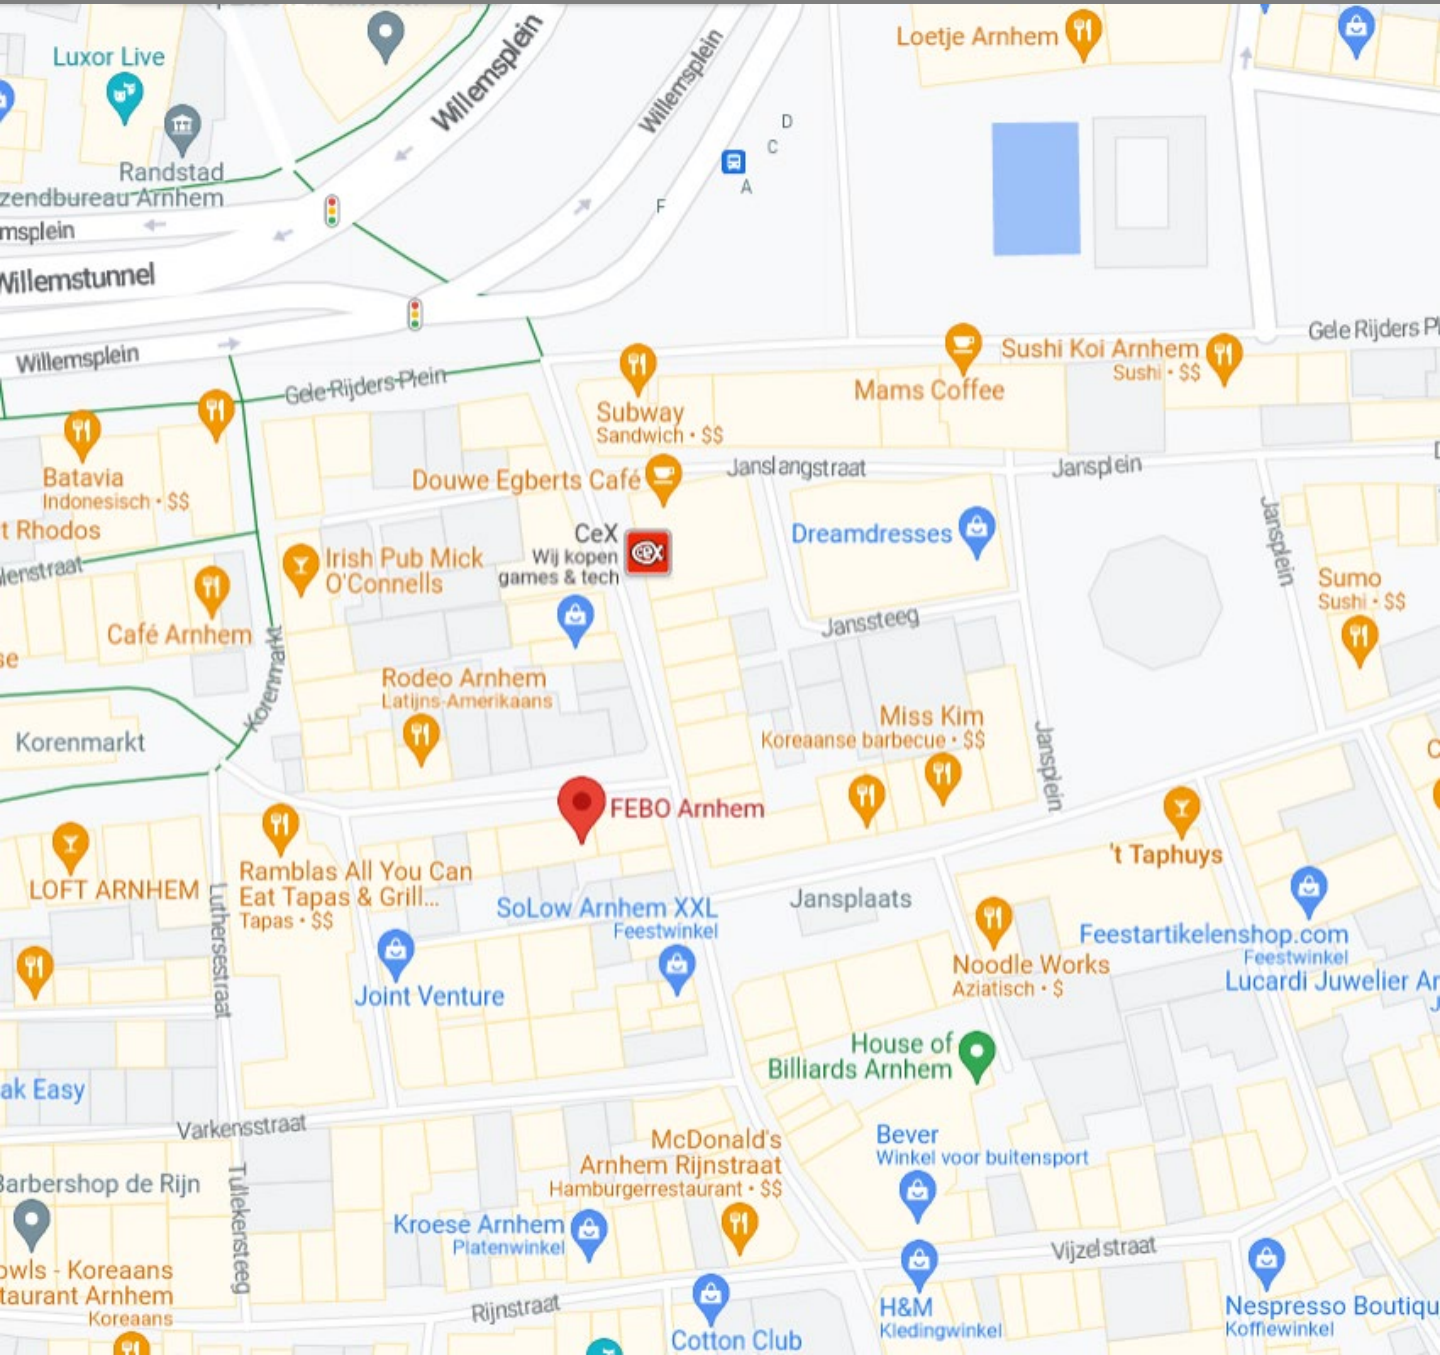 Luxor Live
Randstad
zendbureau Arnhem
Willemsplein
Willemsplein
D
C
A
F
Loetje Arnhem
msplein
Willemstunnel
Willemsplein
Gele Rijders Plein
Gele Rijders Pl
Subway
Sandwich • $$
Mams Coffee
Sushi Koi Arnhem
Sushi • $$
Batavia
Indonesisch • $$
t Rhodos
lenstraat
Douwe Egberts Café
Janslangstraat
Jansplein
CeX
Wij kopen
games & tech
cex
Dreamdresses
Jansplein
Irish Pub Mick
O'Connells
Café Arnhem
Korenmarkt
Janssteeg
Sumo
Sushi • $$
se
Rodeo Arnhem
Latijns-Amerikaans
Korenmarkt
Miss Kim
Koreaanse barbecue • $$
Jansplein
FEBO Arnhem
't Taphuys
LOFT ARNHEM
Luthersestraat
Ramblas All You Can
Eat Tapas & Grill...
Tapas • $$
SoLow Arnhem XXL
Feestwinkel
Jansplaats
Joint Venture
Noodle Works
Aziatisch • $
Feestartikelenshop.com
Feestwinkel
Lucardi Juwelier Ar
House of
Billiards Arnhem
ak Easy
Varkensstraat
McDonald's
Arnhem Rijnstraat
Hamburgerrestaurant • $$
Bever
Winkel voor buitensport
Barbershop de Rijn
Tullekensteeg
Kroese Arnhem
Platenwinkel
Vijzelstraat
owls - Koreaans
taurant Arnhem
Koreaans
Rijnstraat
Cotton Club
H&M
Kledingwinkel
Nespresso Boutiqu
Koffiewinkel